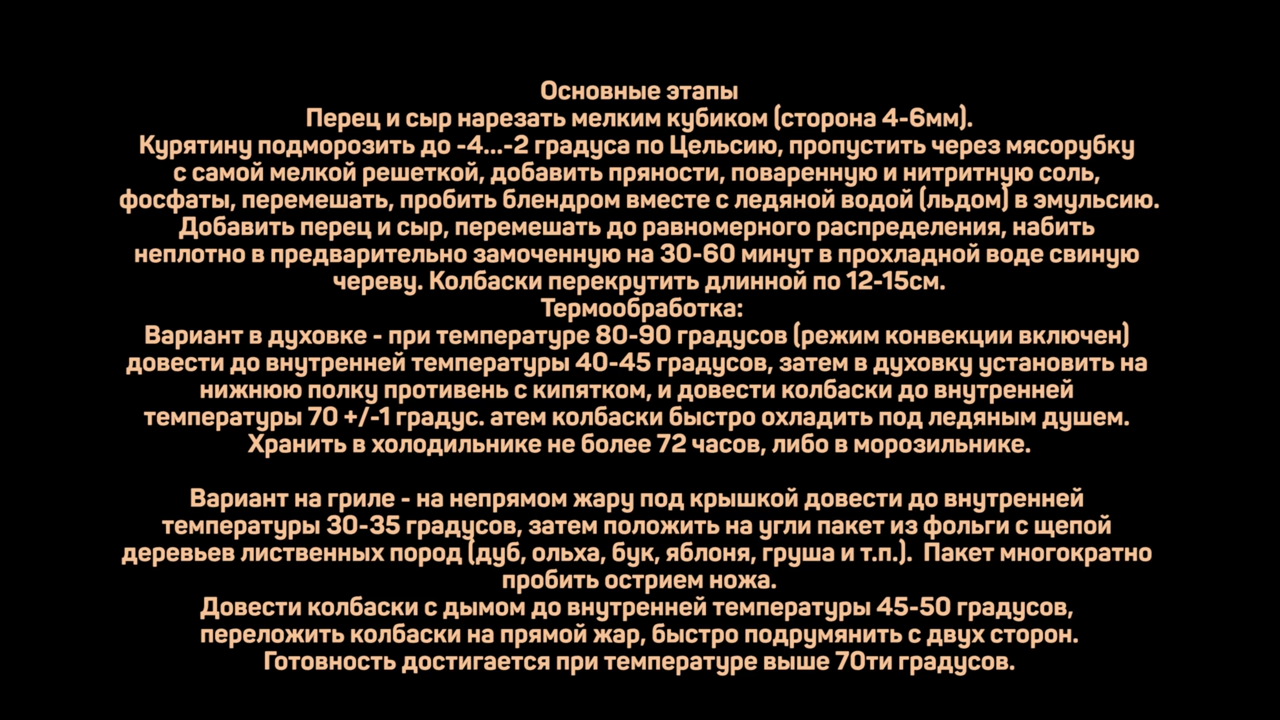 Основные этапы
Перец и сыр нарезать мелким кубиком (сторона 4-6мм).
Курятину подморозить до -4...-2 градуса по Цельсию, пропустить через мясорубку
с самой мелкой решеткой, добавить пряности, поваренную и нитритную соль,
фосфаты, перемешать, пробить блендром вместе с ледяной водой (льдом) в эмульсию.
Добавить перец и сыр, перемешать до равномерного распределения, набить
неплотно в предварительно замоченную на 30-60 минут в прохладной воде свиную
череву. Колбаски перекрутить длинной по 12-15см.
Термообработка:
Вариант в духовке - при температуре 80-90 градусов (режим конвекции включен)
довести до внутренней температуры 40-45 градусов, затем в духовку установить на
нижнюю полку противень с кипятком, и довести колбаски до внутренней
температуры 70 +/-1 градус. атем колбаски быстро охладить под ледяным душем.
Хранить в холодильнике не более 72 часов, либо в морозильнике.
Вариант на гриле - на непрямом жару под крышкой довести до внутренней
температуры 30-35 градусов, затем положить на угли пакет из фольги с щепой
деревьев лиственных пород (дуб, ольха, бук, яблоня, груша и т.п.). Пакет многократно
пробить острием ножа.
Довести колбаски с дымом до внутренней температуры 45-50 градусов,
переложить колбаски на прямой жар, быстро подрумянить с двух сторон.
Готовность достигается при температуре выше 70ти градусов.